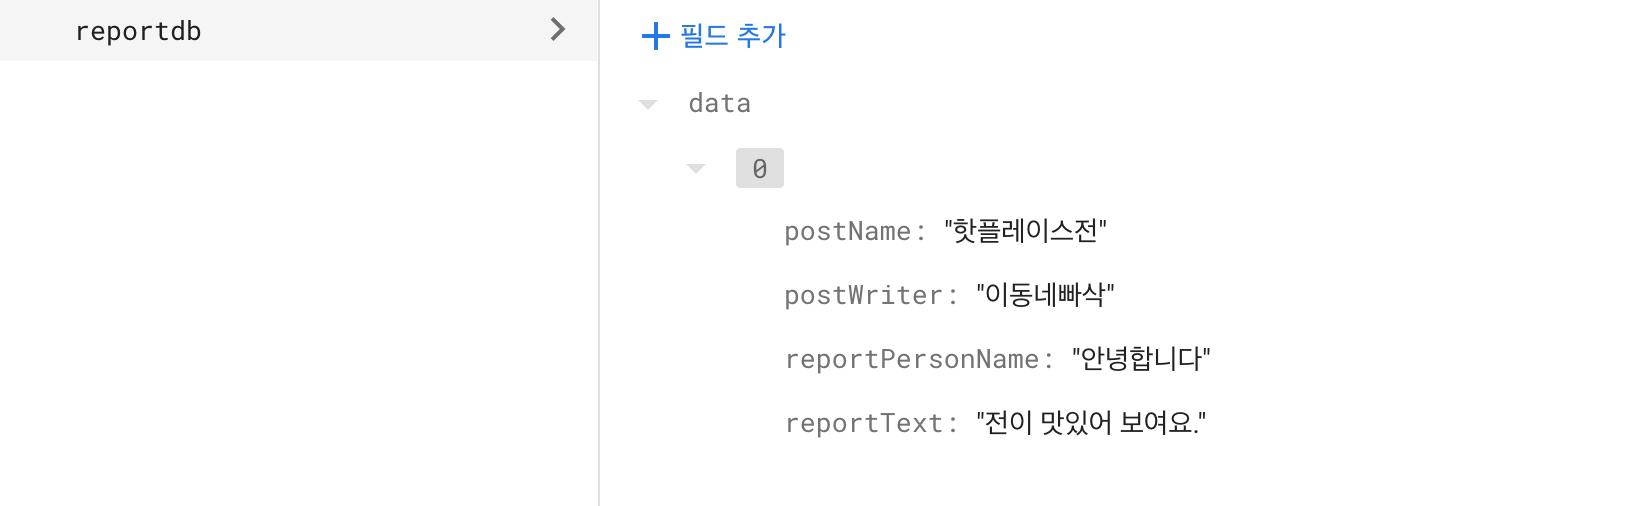 reportdb
필드 추가
data
0
postName: "핫플레이스전"
postWriter: "이동네빠삭"
reportPersonName: "안녕합니다"
reportText: "전이 맛있어 보여요."